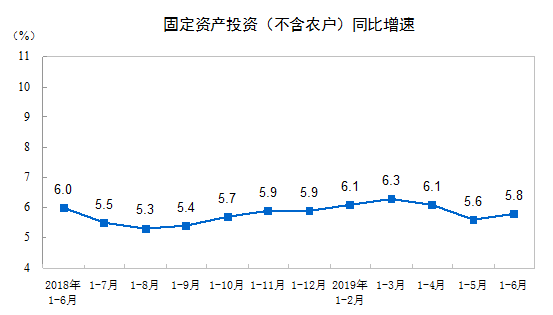 固定资产投资（不含农户）同比增速
(%)
11
10
9
8
7
6
5
4
6.0
5.5
5.3
5.4
5.7
5.9
5.9
6.1
6.3
6.1
5.6
5.8
2018年
1-6月
1-7月
1-8月
1-9月
1-10月
1-11月
1-12月
2019年
1-2月
1-3月
1-4月
1-5月
1-6月